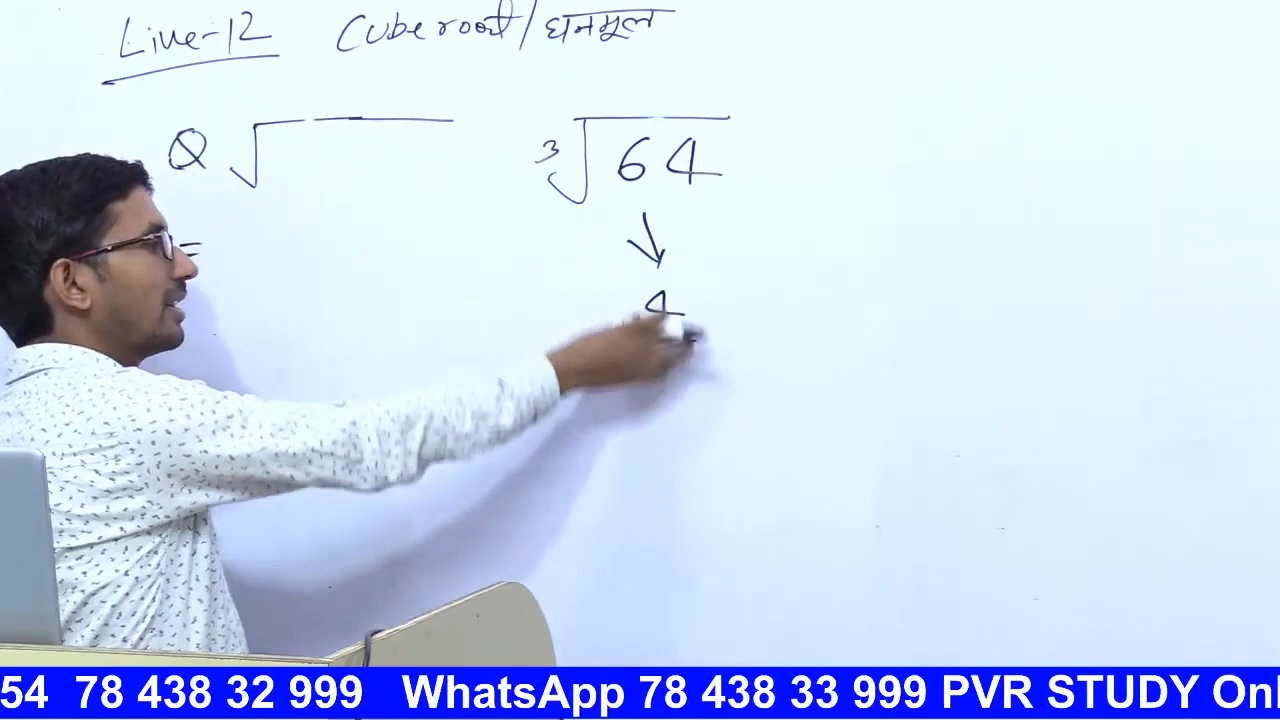 Live-12 Cube root/घनमूल
Q √ ³√64
=
↓
4
54 78 438 32 999 WhatsApp 78 438 33 999 PVR STUDY Onl